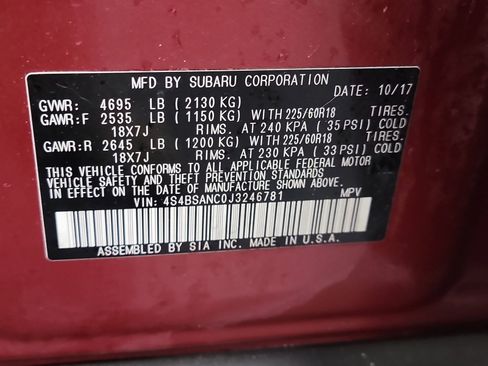 MFD BY SUBARU CORPORATION DATE: 10/17
GVWR: 4695 LB (2130 KG)
GAWR:F 2535 LB (1150 KG) WITH 225/60R18 TIRES.
18X7J RIMS. AT 240 KPA (35 PSI) COLD
GAWR:R 2645 LB (1200 KG) WITH 225/60R18 TIRES.
18X7J RIMS. AT 230 KPA (33 PSI) COLD
THIS VEHICLE CONFORMS TO ALL APPLICABLE FEDERAL MOTOR
VEHICLE SAFETY AND THEFT PREVENTION STANDARDS
IN EFFECT ON THE DATE OF MANUFACTURE SHOWN ABOVE.
VIN: 4S4BSANC0J3246781 MPV
ASSEMBLED BY SIA INC. MADE IN U.S.A.